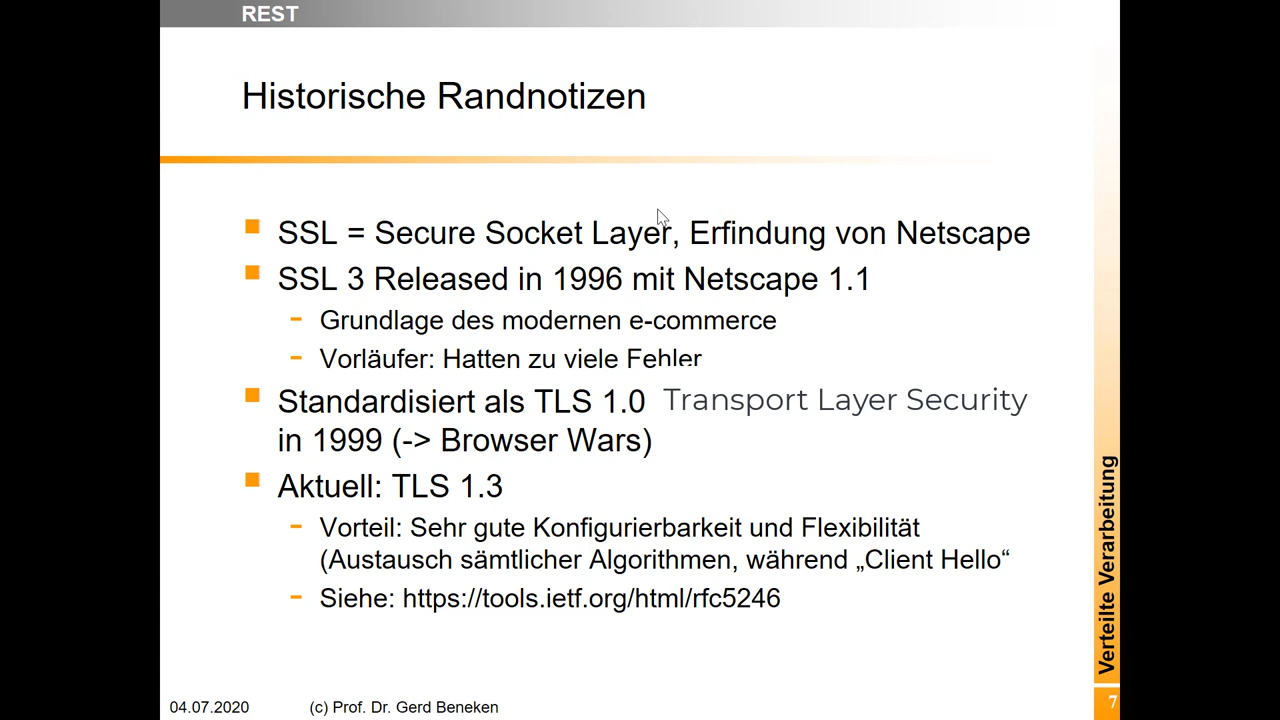 REST
Historische Randnotizen
SSL = Secure Socket Layer, Erfindung von Netscape
SSL 3 Released in 1996 mit Netscape 1.1
Grundlage des modernen e-commerce
Vorläufer: Hatten zu viele Fehler
Standardisiert als TLS 1.0 Transport Layer Security
in 1999 (-> Browser Wars)
Aktuell: TLS 1.3
Vorteil: Sehr gute Konfigurierbarkeit und Flexibilität
(Austausch sämtlicher Algorithmen, während „Client Hello“
Siehe: https://tools.ietf.org/html/rfc5246
Verteilte Verarbeitung
04.07.2020 (c) Prof. Dr. Gerd Beneken
7